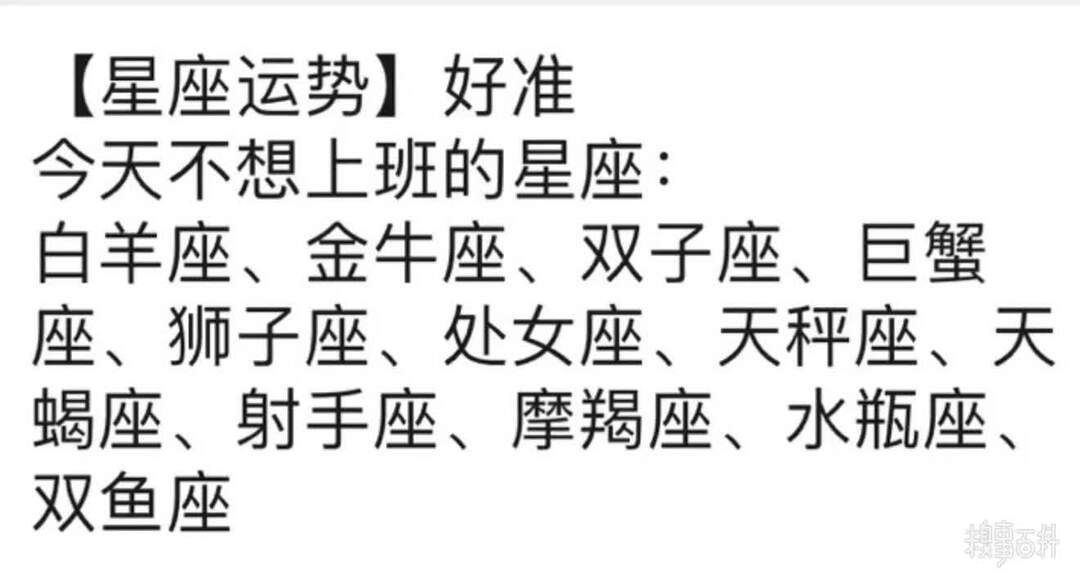 【星座运势】好准
今天不想上班的星座：
白羊座、金牛座、双子座、巨蟹
座、狮子座、处女座、天秤座、天
蝎座、射手座、摩羯座、水瓶座、
双鱼座
糗事百科